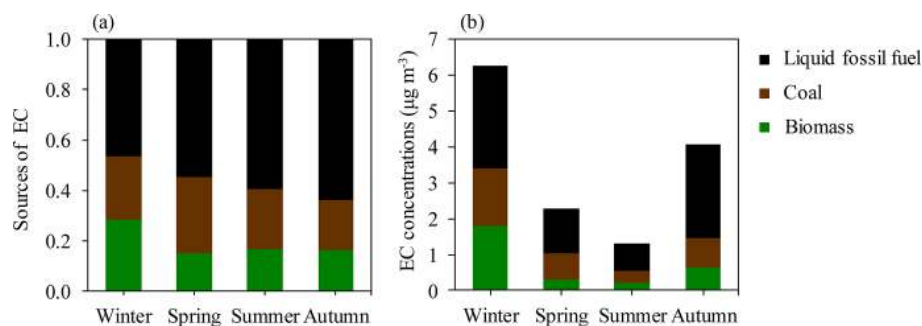 (a)
Sources of EC
1.0
0.8
0.6
0.4
0.2
0.0
Winter Spring Summer Autumn
(b)
EC concentrations (μg m⁻³)
7
6
5
4
3
2
1
0
Winter Spring Summer Autumn
Liquid fossil fuel
Coal
Biomass